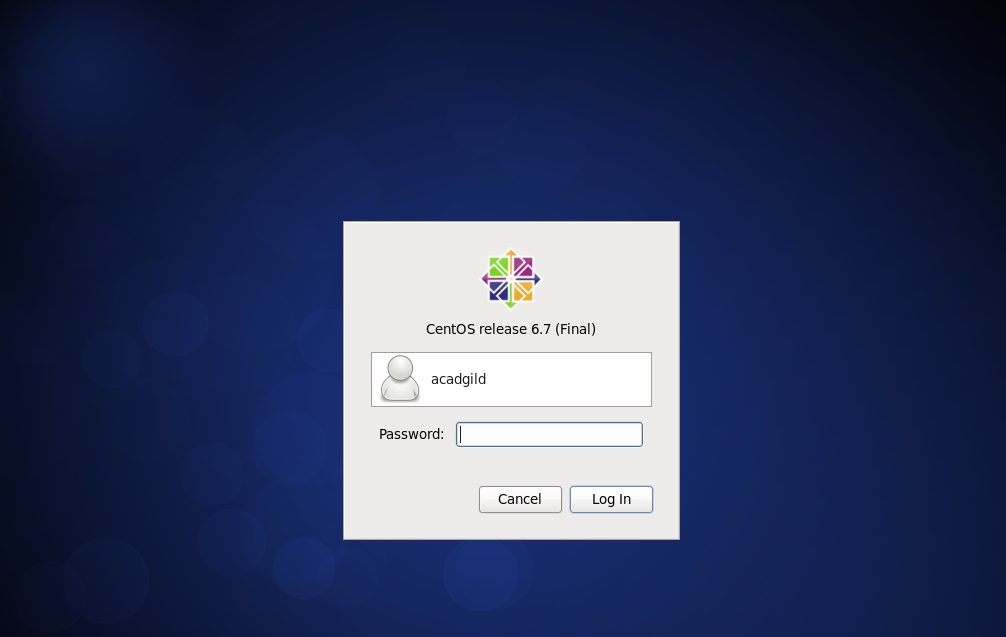 CentOS release 6.7 (Final)
acadgild
Password:
Cancel Log In